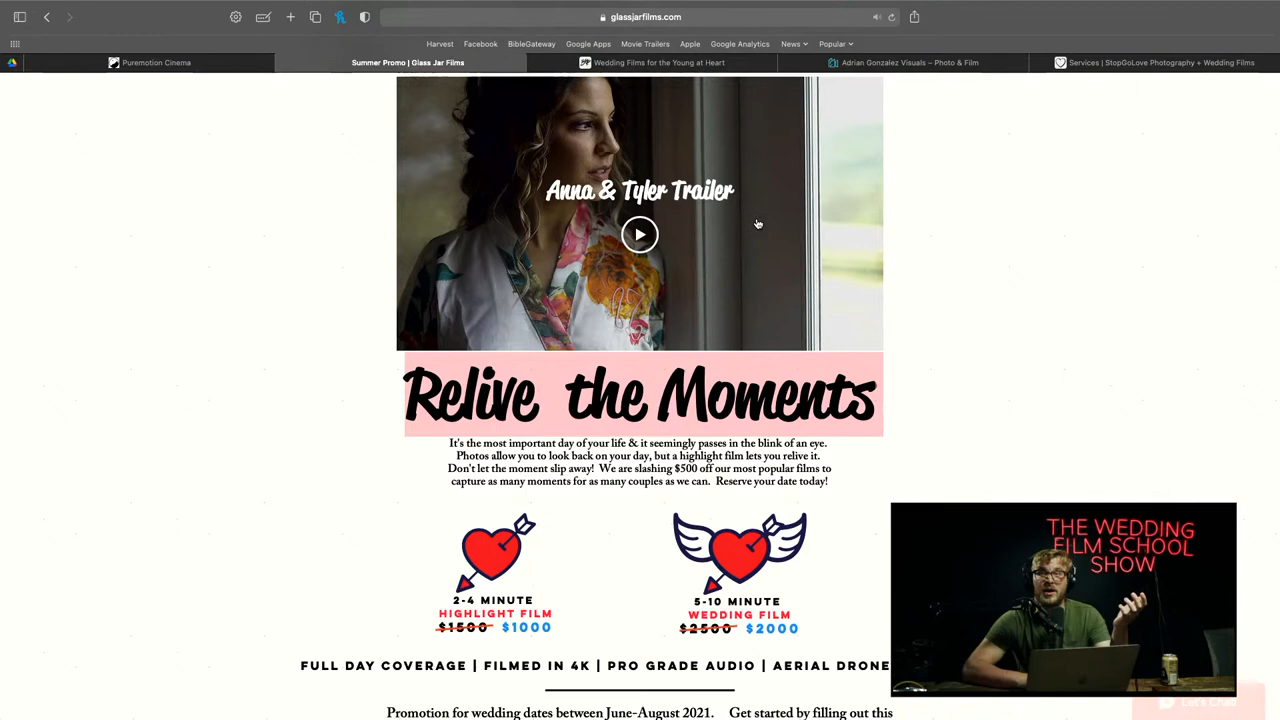 glassjarfilms.com
Harvest Facebook BibleGateway Google Apps Movie Trailers Apple Google Analytics News Popular
Puremotion Cinema
Summer Promo | Glass Jar Films
Wedding Films for the Young at Heart
Adrian Gonzalez Visuals – Photo & Film
Services | StopGoLove Photography + Wedding Films
Anna & Tyler Trailer
Relive the Moments
It's the most important day of your life & it seemingly passes in the blink of an eye.
Photos allow you to look back on your day, but a highlight film lets you relive it.
Don't let the moment slip away! We are slashing $500 off our most popular films to
capture as many moments for as many couples as we can. Reserve your date today!
2-4 MINUTE
HIGHLIGHT FILM
$1500 $1000
5-10 MINUTE
WEDDING FILM
$2500 $2000
FULL DAY COVERAGE | FILMED IN 4K | PRO GRADE AUDIO | AERIAL DRONE
Promotion for wedding dates between June-August 2021. Get started by filling out this
THE WEDDING
FILM SCHOOL
SHOW
Let's Chat!